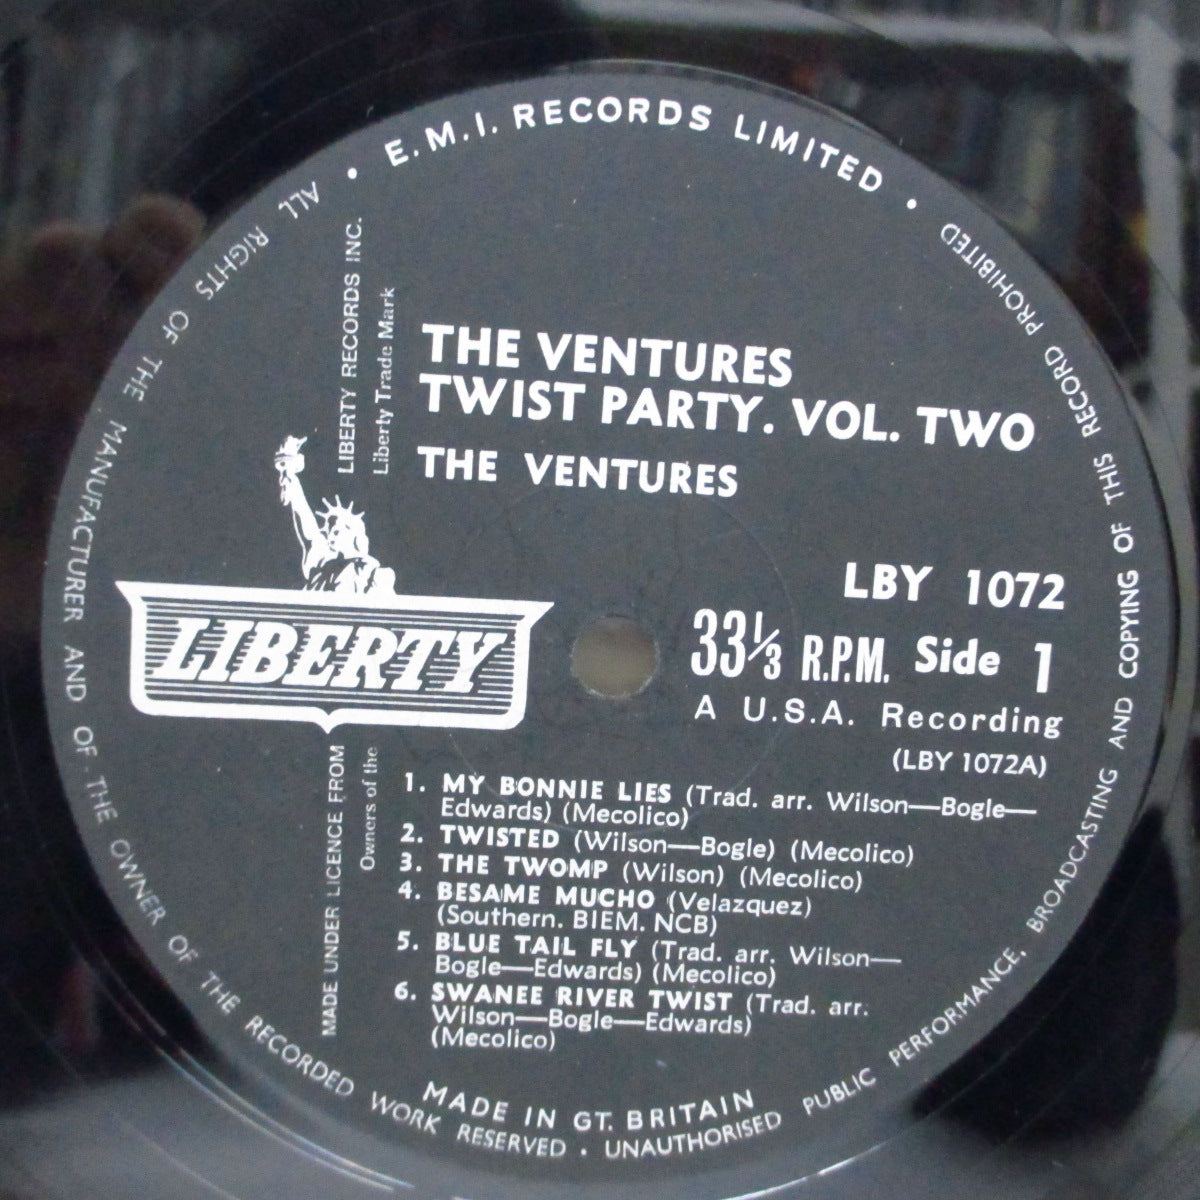 E.M.I. RECORDS LIMITED •
ALL RIGHTS OF THE MANUFACTURER AND OF THE OWNER OF THE RECORDED WORK RESERVED • UNAUTHORISED PUBLIC PERFORMANCE, BROADCASTING AND COPYING OF THIS RECORD PROHIBITED •
LIBERTY RECORDS INC.
Liberty Trade Mark
THE VENTURES
TWIST PARTY. VOL. TWO
THE VENTURES
LIBERTY
LBY 1072
33⅓ R.P.M. Side 1
A U.S.A. Recording
(LBY 1072A)
MADE UNDER LICENCE FROM
Owners of the
1. MY BONNIE LIES (Trad. arr. Wilson—Bogle—
Edwards) (Mecolico)
2. TWISTED (Wilson—Bogle) (Mecolico)
3. THE TWOMP (Wilson) (Mecolico)
4. BESAME MUCHO (Velazquez)
(Southern. BIEM. NCB)
5. BLUE TAIL FLY (Trad. arr. Wilson—
Bogle—Edwards) (Mecolico)
6. SWANEE RIVER TWIST (Trad. arr.
Wilson—Bogle—Edwards)
(Mecolico)
MADE IN GT. BRITAIN